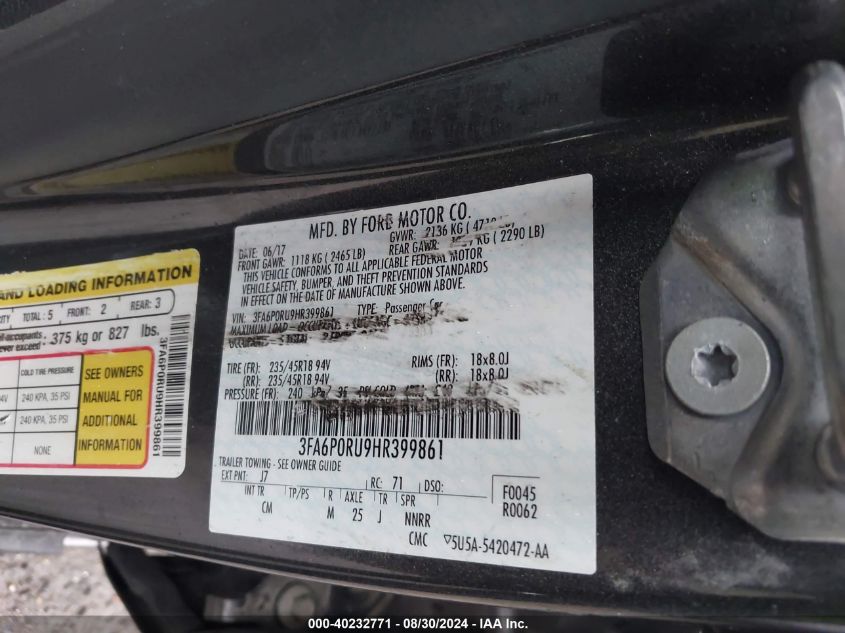 AND LOADING INFORMATION
TOTAL: 5 FRONT: 2 REAR: 3
375 kg or 827 lbs.
COLD TIRE PRESSURE
240 KPA, 35 PSI
240 KPA, 35 PSI
NONE
SEE OWNERS
MANUAL FOR
ADDITIONAL
INFORMATION
3FA6P0RU9HR399861
MFD. BY FORD MOTOR CO.
DATE: 06/17 GVWR: 2136 KG
FRONT GAWR: 1118 KG (2465 LB) REAR GAWR: KG (2290 LB)
THIS VEHICLE CONFORMS TO ALL APPLICABLE FEDERAL MOTOR
VEHICLE SAFETY, BUMPER, AND THEFT PREVENTION STANDARDS
IN EFFECT ON THE DATE OF MANUFACTURE SHOWN ABOVE.
VIN: 3FA6P0RU9HR399861 TYPE: Passenger Car
MAXIMUM LOAD
TIRE (FR): 235/45R18 94V RIMS (FR): 18x8.0J
(RR): 235/45R18 94V (RR): 18x8.0J
PRESSURE (FR): 240
3FA6P0RU9HR399861
TRAILER TOWING - SEE OWNER GUIDE
EXT PNT: J7 RC: 71 DSO:
INT TR TP/PS R AXLE TR SPR
CM M 25 J NNRR
F0045
R0062
CMC ▽5U5A-5420472-AA
000-40232771 - 08/30/2024 - IAA Inc.